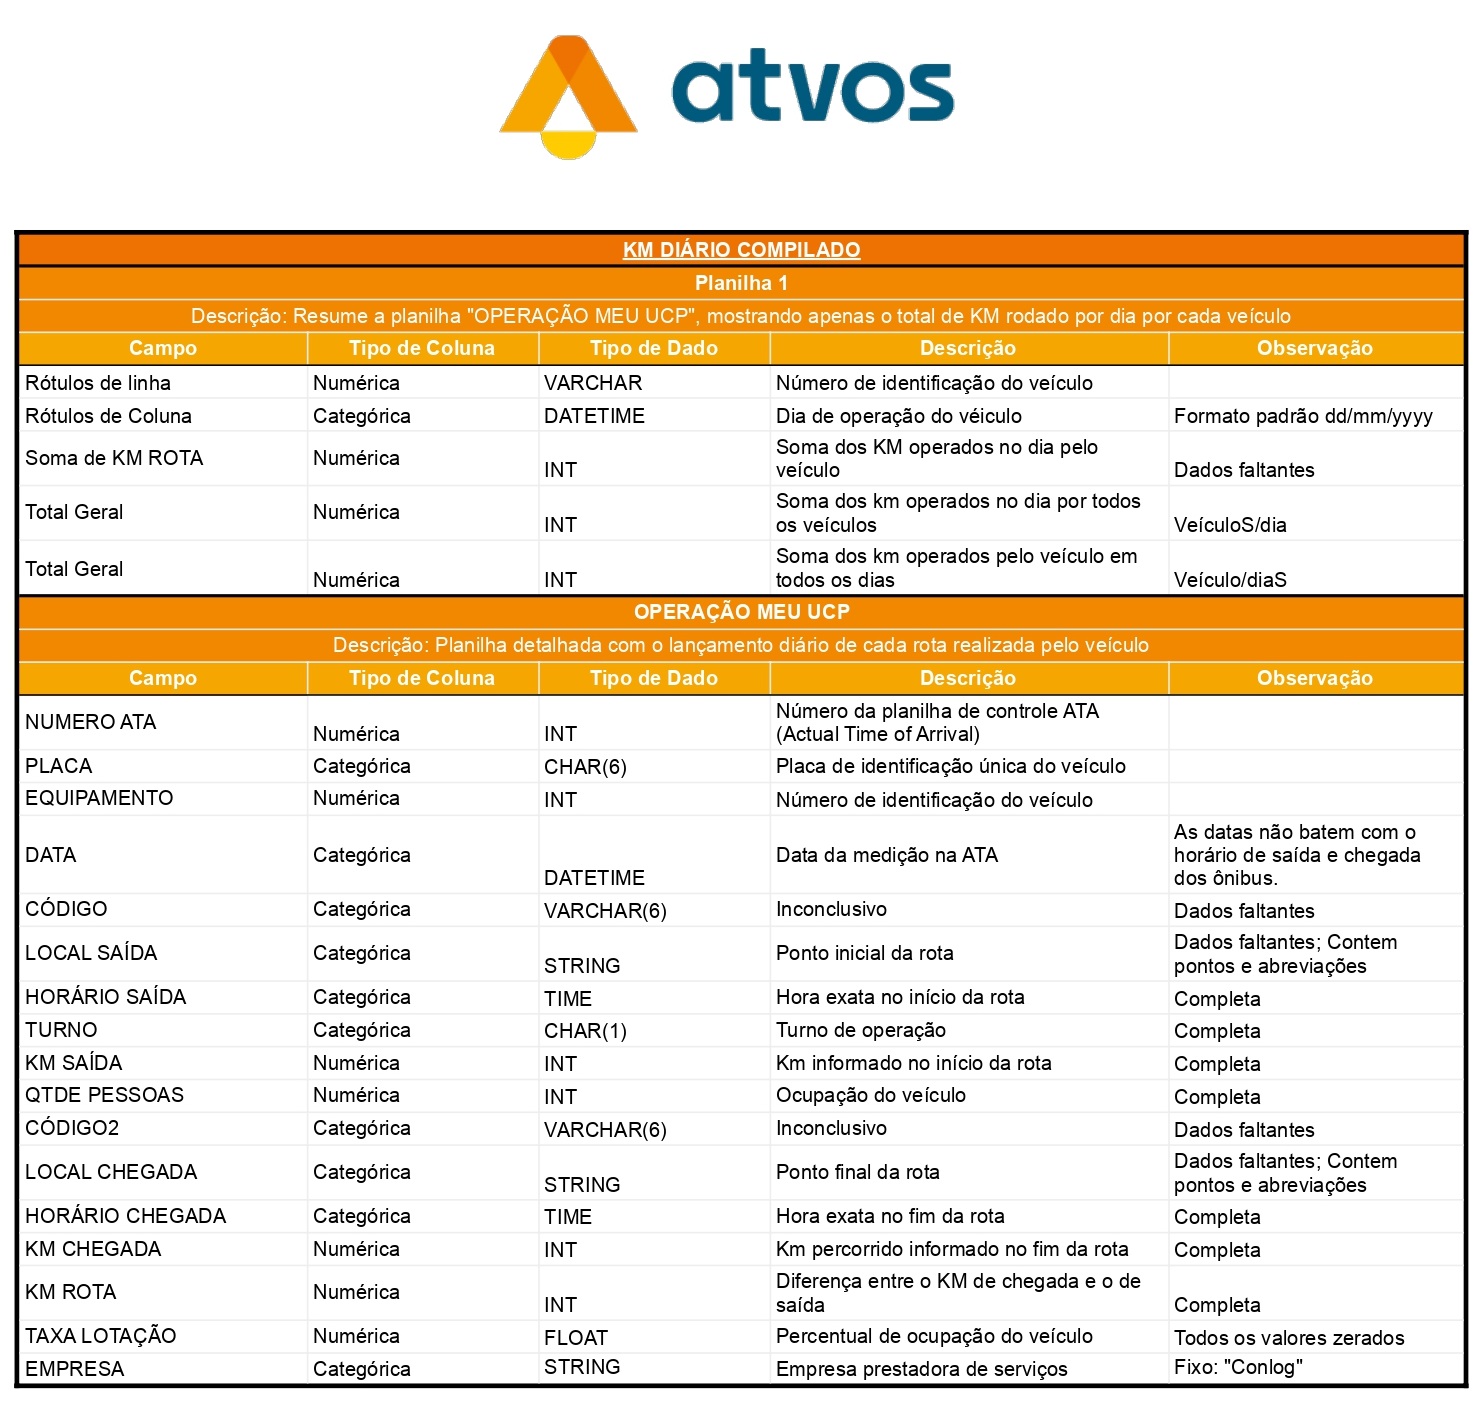 atvos
KM DIÁRIO COMPILADO
Planilha 1
Descrição: Resume a planilha "OPERAÇÃO MEU UCP", mostrando apenas o total de KM rodado por dia por cada veículo
Campo Tipo de Coluna Tipo de Dado Descrição Observação
Rótulos de linha Numérica VARCHAR Número de identificação do veículo
Rótulos de Coluna Categórica DATETIME Dia de operação do véiculo Formato padrão dd/mm/yyyy
Soma de KM ROTA Numérica INT Soma dos KM operados no dia pelo
veículo Dados faltantes
Total Geral Numérica INT Soma dos km operados no dia por todos
os veículos VeículoS/dia
Total Geral Numérica INT Soma dos km operados pelo veículo em
todos os dias Veículo/diaS
OPERAÇÃO MEU UCP
Descrição: Planilha detalhada com o lançamento diário de cada rota realizada pelo veículo
Campo Tipo de Coluna Tipo de Dado Descrição Observação
NUMERO ATA Numérica INT Número da planilha de controle ATA
(Actual Time of Arrival)
PLACA Categórica CHAR(6) Placa de identificação única do veículo
EQUIPAMENTO Numérica INT Número de identificação do veículo
DATA Categórica DATETIME Data da medição na ATA As datas não batem com o
horário de saída e chegada
dos ônibus.
CÓDIGO Categórica VARCHAR(6) Inconclusivo Dados faltantes
LOCAL SAÍDA Categórica STRING Ponto inicial da rota Dados faltantes; Contem
pontos e abreviações
HORÁRIO SAÍDA Categórica TIME Hora exata no início da rota Completa
TURNO Categórica CHAR(1) Turno de operação Completa
KM SAÍDA Numérica INT Km informado no início da rota Completa
QTDE PESSOAS Numérica INT Ocupação do veículo Completa
CÓDIGO2 Categórica VARCHAR(6) Inconclusivo Dados faltantes
LOCAL CHEGADA Categórica STRING Ponto final da rota Dados faltantes; Contem
pontos e abreviações
HORÁRIO CHEGADA Categórica TIME Hora exata no fim da rota Completa
KM CHEGADA Numérica INT Km percorrido informado no fim da rota Completa
KM ROTA Numérica INT Diferença entre o KM de chegada e o de
saída Completa
TAXA LOTAÇÃO Numérica FLOAT Percentual de ocupação do veículo Todos os valores zerados
EMPRESA Categórica STRING Empresa prestadora de serviços Fixo: "Conlog"